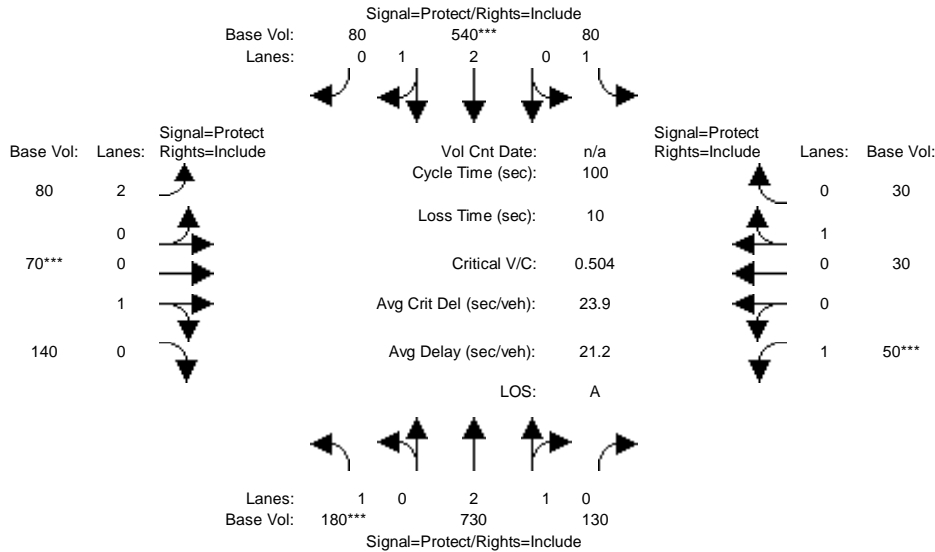 Signal=Protect/Rights=Include
Base Vol: 80 540*** 80
Lanes: 0 1 2 0 1
Signal=Protect
Base Vol: Lanes: Rights=Include
Vol Cnt Date: n/a
Signal=Protect
Rights=Include Lanes: Base Vol:
Cycle Time (sec): 100
80 2
0 30
Loss Time (sec): 10
0
1
70*** 0
Critical V/C: 0.504
0 30
1
Avg Crit Del (sec/veh): 23.9
0
140 0
Avg Delay (sec/veh): 21.2
1 50***
LOS: A
Lanes: 1 0 2 1 0
Base Vol: 180*** 730 130
Signal=Protect/Rights=Include